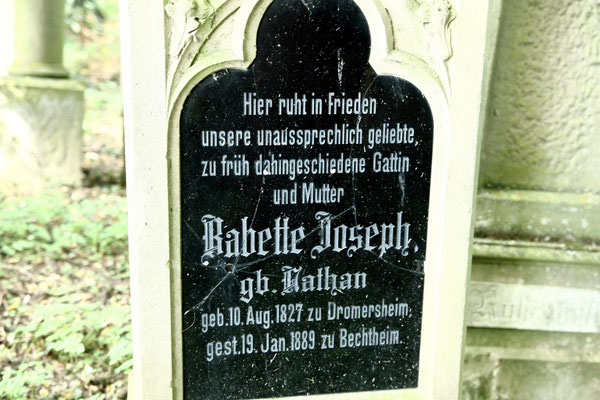 Hier ruht in Frieden
unsere unaussprechlich geliebte,
zu früh dahingeschiedene Gattin
und Mutter
Babette Joseph,
gb. Nathan
geb. 10. Aug. 1827 zu Dromersheim,
gest. 19. Jan. 1889 zu Bechtheim.